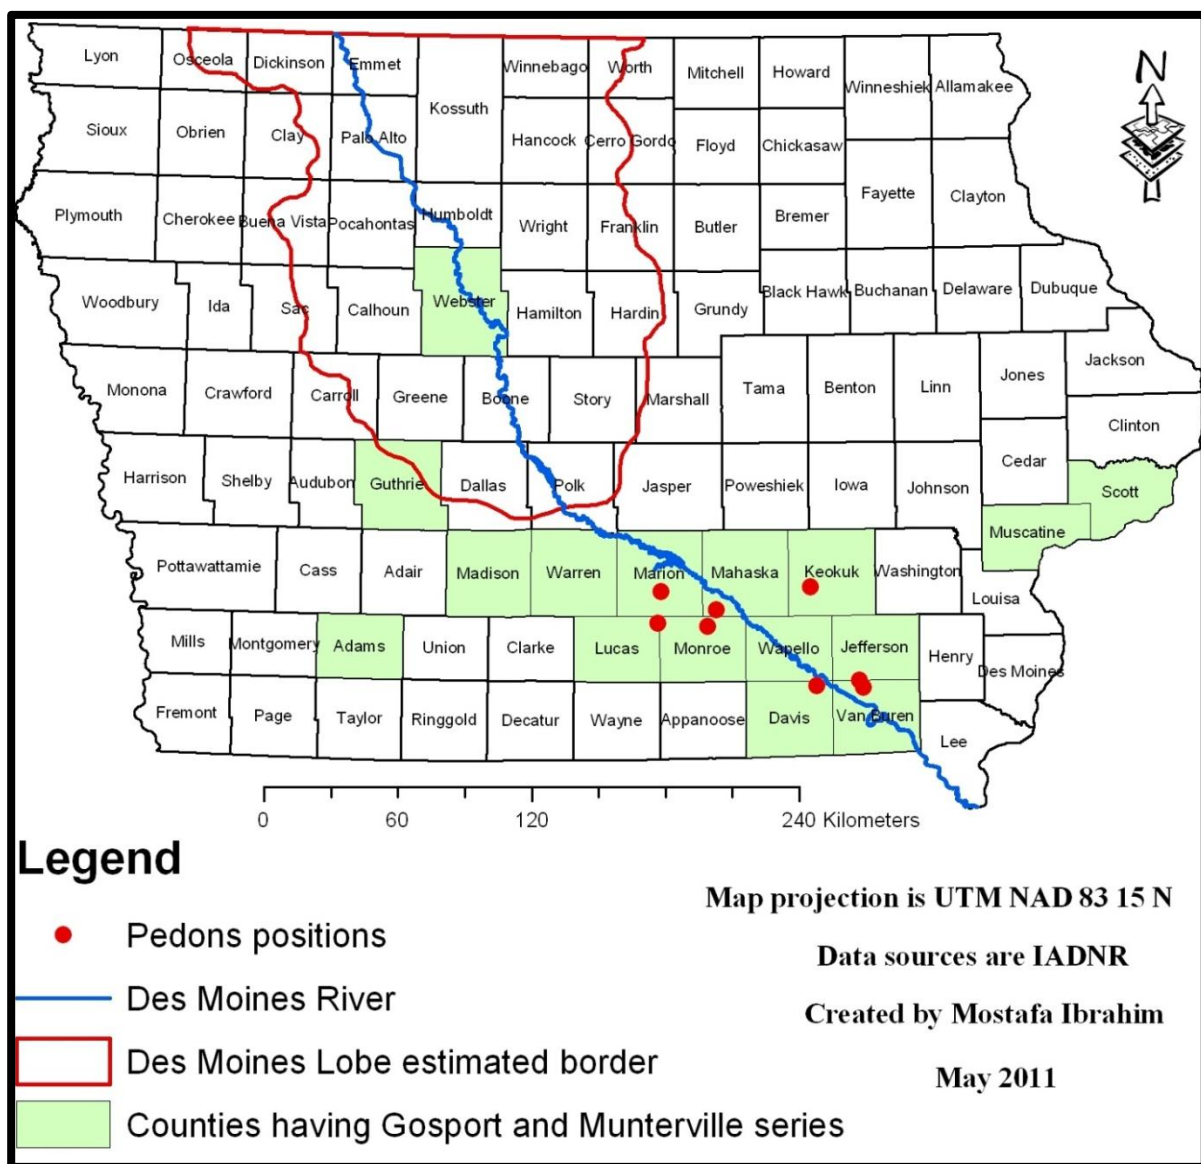 N
Lyon Osceola Dickinson Emmet Winnebago Worth Mitchell Howard Winneshiek Allamakee
Kossuth
Sioux Obrien Clay Palo Alto Hancock Cerro Gordo Floyd Chickasaw
Fayette Clayton
Plymouth Cherokee Buena Vista Pocahontas Humboldt Wright Franklin Butler Bremer
Woodbury Ida Sac Calhoun Webster Hamilton Hardin Grundy Black Hawk Buchanan Delaware Dubuque
Monona Crawford Carroll Greene Boone Story Marshall Tama Benton Linn Jones Jackson
Clinton
Harrison Shelby Audubon Guthrie Dallas Polk Jasper Poweshiek Iowa Johnson Cedar Scott
Muscatine
Pottawattamie Cass Adair Madison Warren Marion Mahaska Keokuk Washington Louisa
Mills Montgomery Adams Union Clarke Lucas Monroe Wapello Jefferson Henry Des Moines
Fremont Page Taylor Ringgold Decatur Wayne Appanoose Davis Van Buren Lee
0 60 120 240 Kilometers
Legend
Pedons positions
Des Moines River
Des Moines Lobe estimated border
Counties having Gosport and Munterville series
Map projection is UTM NAD 83 15 N
Data sources are IADNR
Created by Mostafa Ibrahim
May 2011